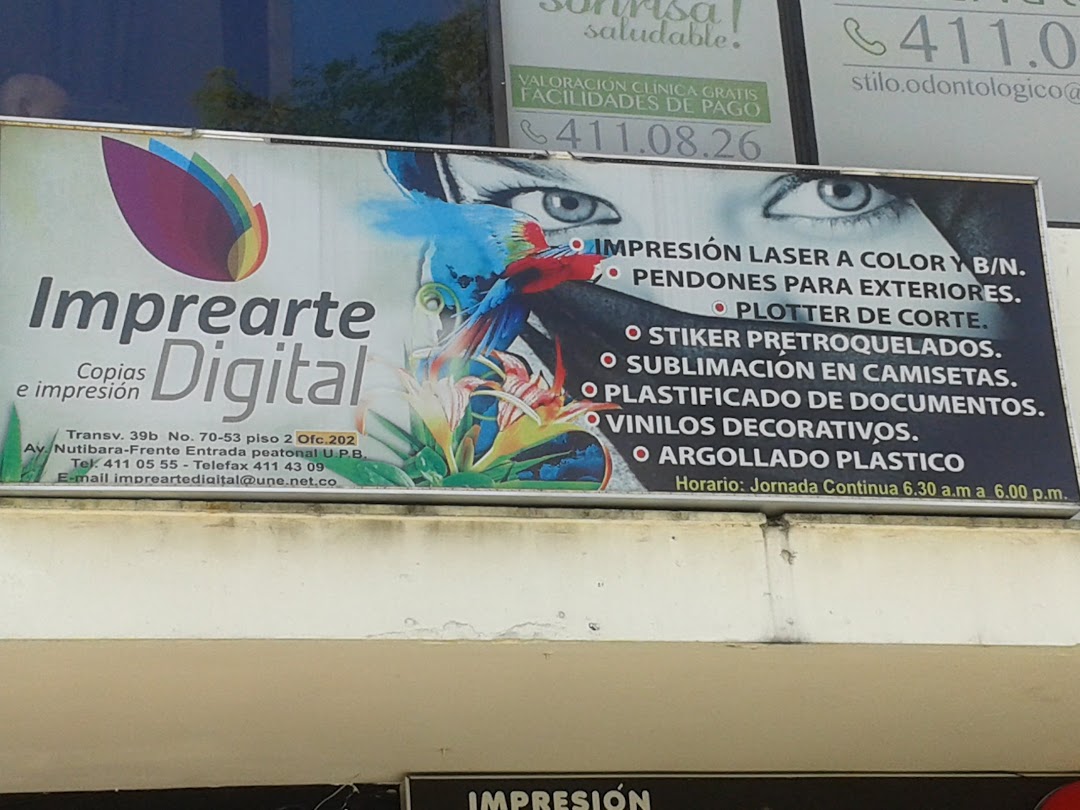 sonrisa!
saludable.
VALORACIÓN CLÍNICA GRATIS
FACILIDADES DE PAGO
411.08.26
411.0
stilo.odontologico@
Imprearte
Copias
e impresión
Digital
Transv. 39b No. 70-53 piso 2 Ofc.202
Av. Nutibara-Frente Entrada peatonal U.P.B.
Tel. 411 05 55 - Telefax 411 43 09
E-mail impreartedigital@une.net.co
IMPRESIÓN LASER A COLOR Y B/N.
PENDONES PARA EXTERIORES.
PLOTTER DE CORTE.
STIKER PRETROQUELADOS.
SUBLIMACIÓN EN CAMISETAS.
PLASTIFICADO DE DOCUMENTOS.
VINILOS DECORATIVOS.
ARGOLLADO PLÁSTICO
Horario: Jornada Continua 6.30 a.m a 6.00 p.m.
IMPRESIÓN